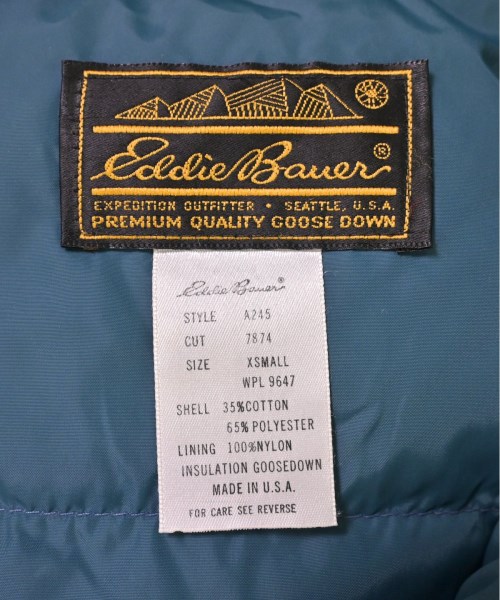 Eddie Bauer®
EXPEDITION OUTFITTER • SEATTLE, U.S.A.
PREMIUM QUALITY GOOSE DOWN
Eddie Bauer®
STYLE A245
CUT 7874
SIZE XSMALL
WPL 9647
SHELL 35%COTTON
65%POLYESTER
LINING 100%NYLON
INSULATION GOOSEDOWN
MADE IN U.S.A.
FOR CARE SEE REVERSE